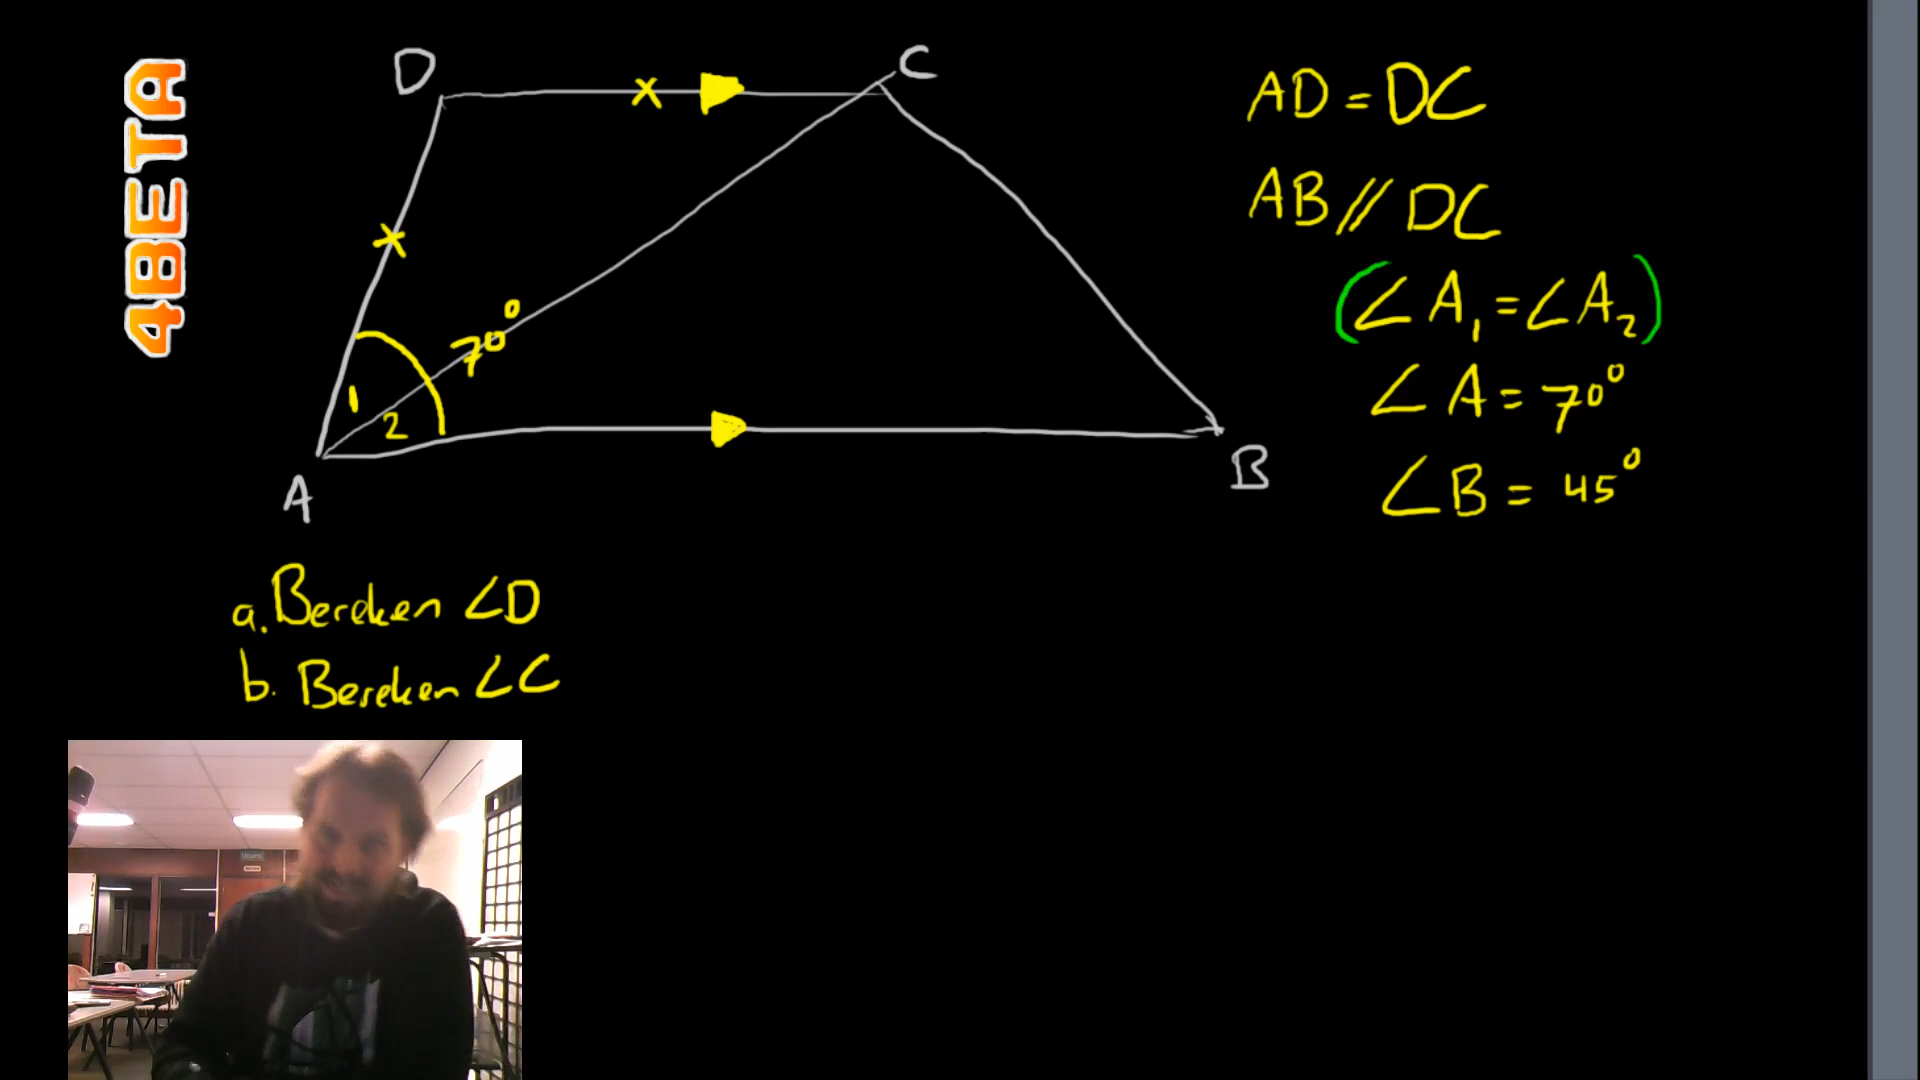 4BETA
D
C
A
B
70°
1
2
AD = DC
AB // DC
(∠A₁ = ∠A₂)
∠A = 70°
∠B = 45°
a. Bereken ∠D
b. Bereken ∠C